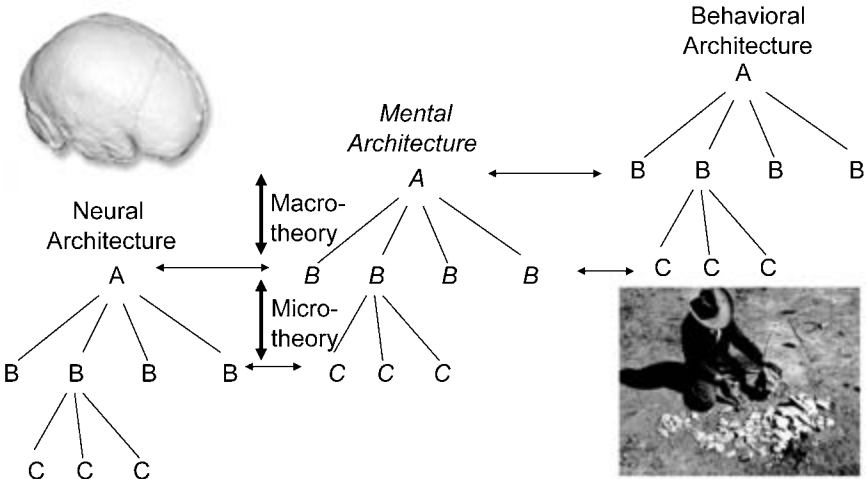 Behavioral
Architecture
A
Mental
Architecture
B B B B
A
Macro-
theory
Neural
Architecture
C C C
A
B B B B
Micro-
theory
B B B B
C C C
C C C